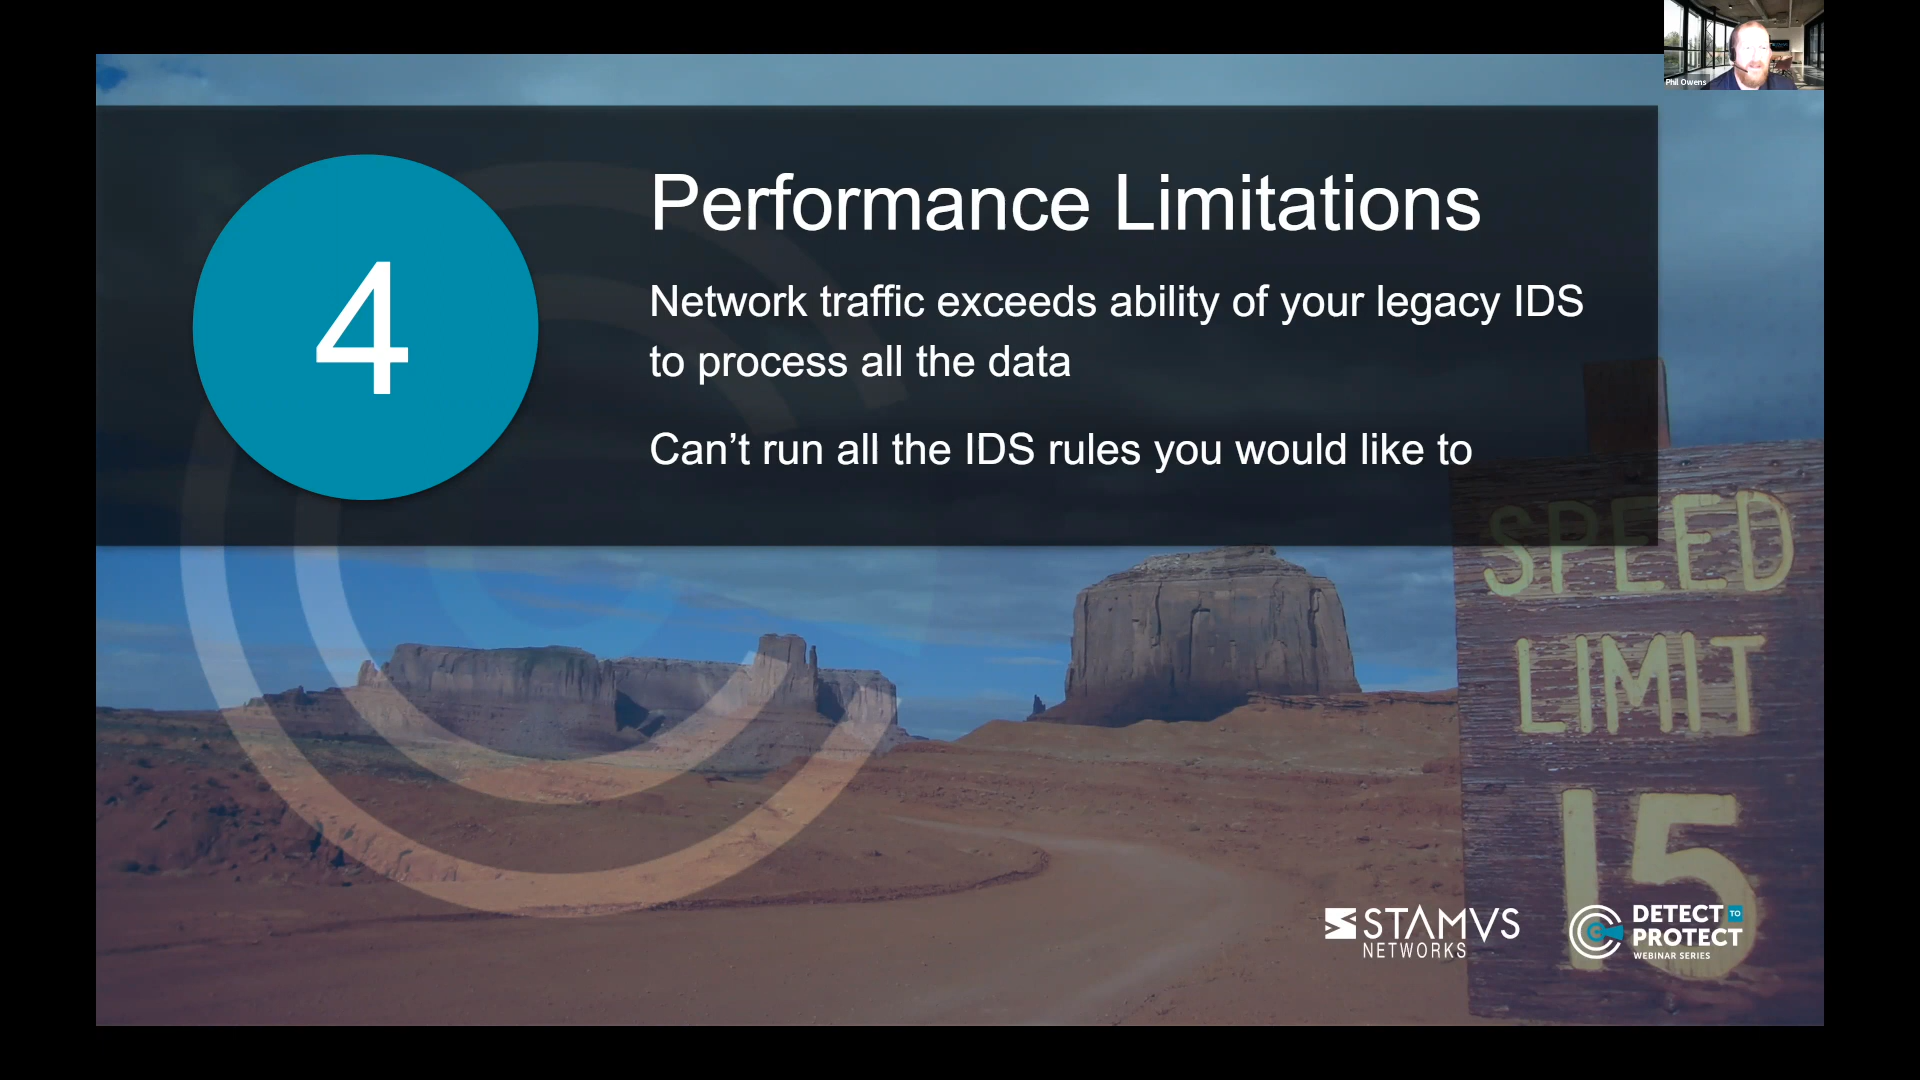 Phil Owens
4
Performance Limitations
Network traffic exceeds ability of your legacy IDS
to process all the data
Can’t run all the IDS rules you would like to
SPEED
LIMIT
15
STAMVS
NETWORKS
DETECT TO
PROTECT
WEBINAR SERIES